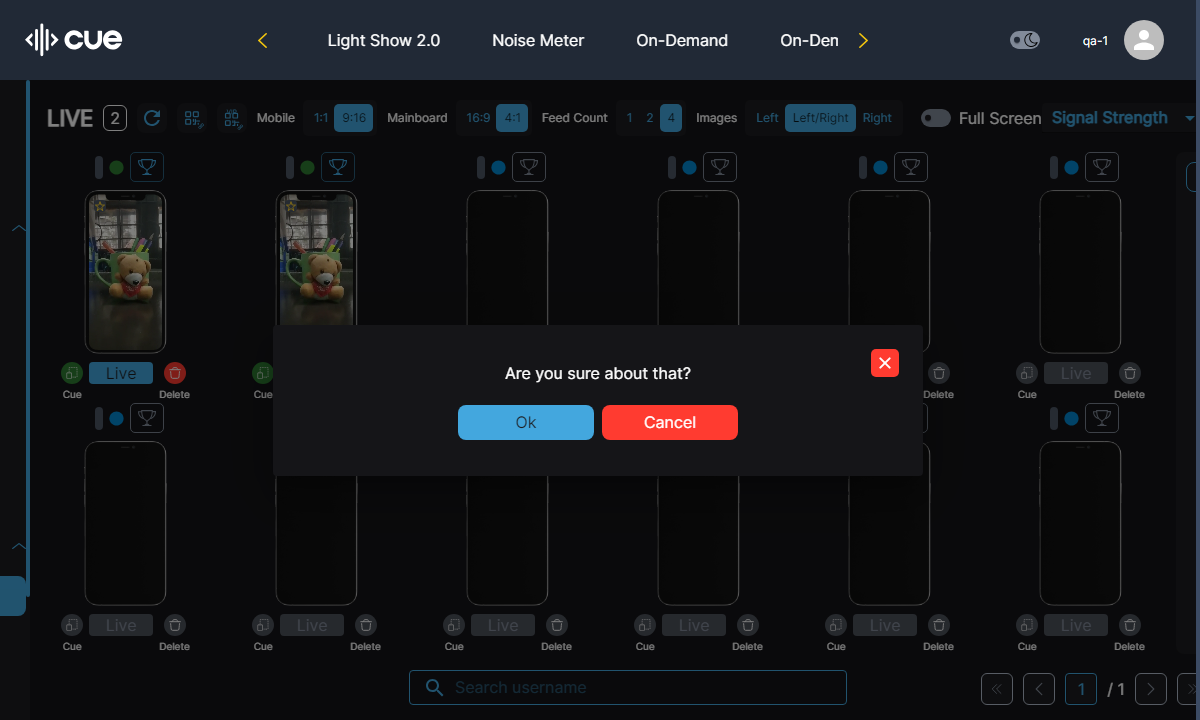 cue
Light Show 2.0 Noise Meter On-Demand On-Den qa-1
LIVE 2 Mobile 1:1 9:16 Mainboard 16:9 4:1 Feed Count 1 2 4 Images Left Left/Right Right Full Screen Signal Strength
Live Live
Cue Delete Cue Delete Cue Delete
Are you sure about that?
Ok Cancel
Live Live Live Live Live Live
Cue Delete Cue Delete Cue Delete Cue Delete Cue Delete Cue Delete
Search username
1 / 1